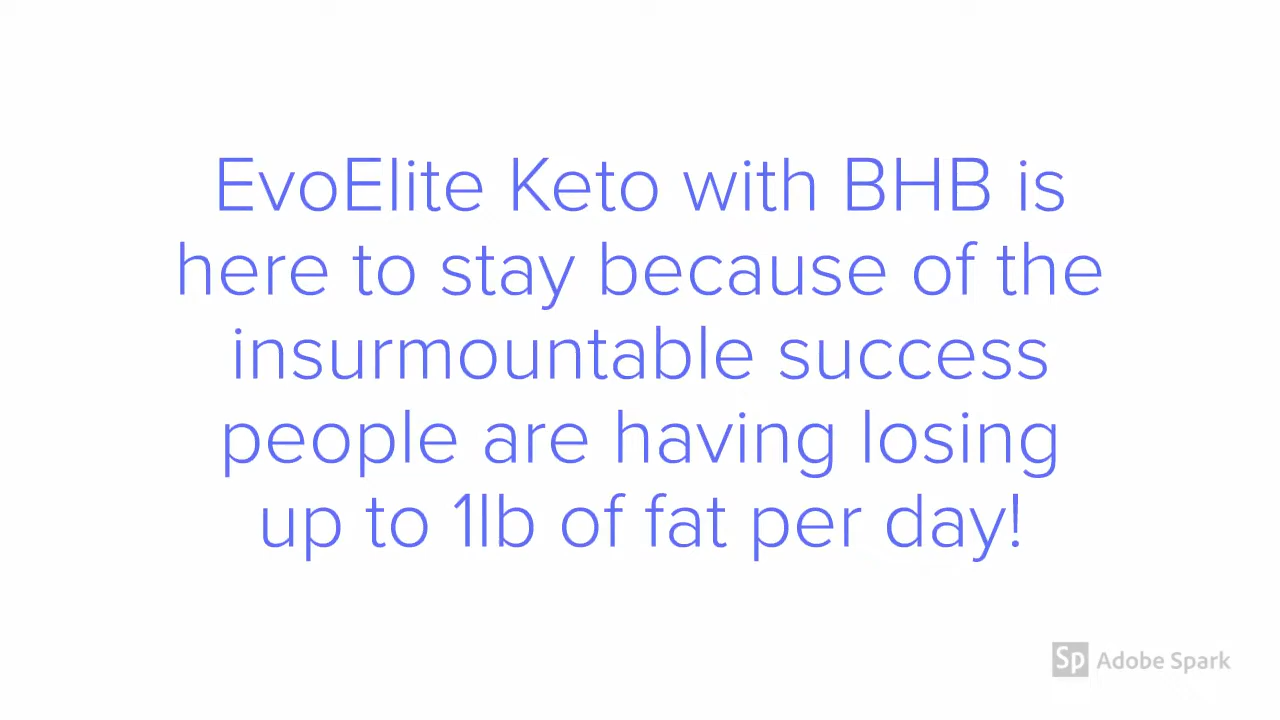 EvoElite Keto with BHB is
here to stay because of the
insurmountable success
people are having losing
up to 1lb of fat per day!
Sp Adobe Spark